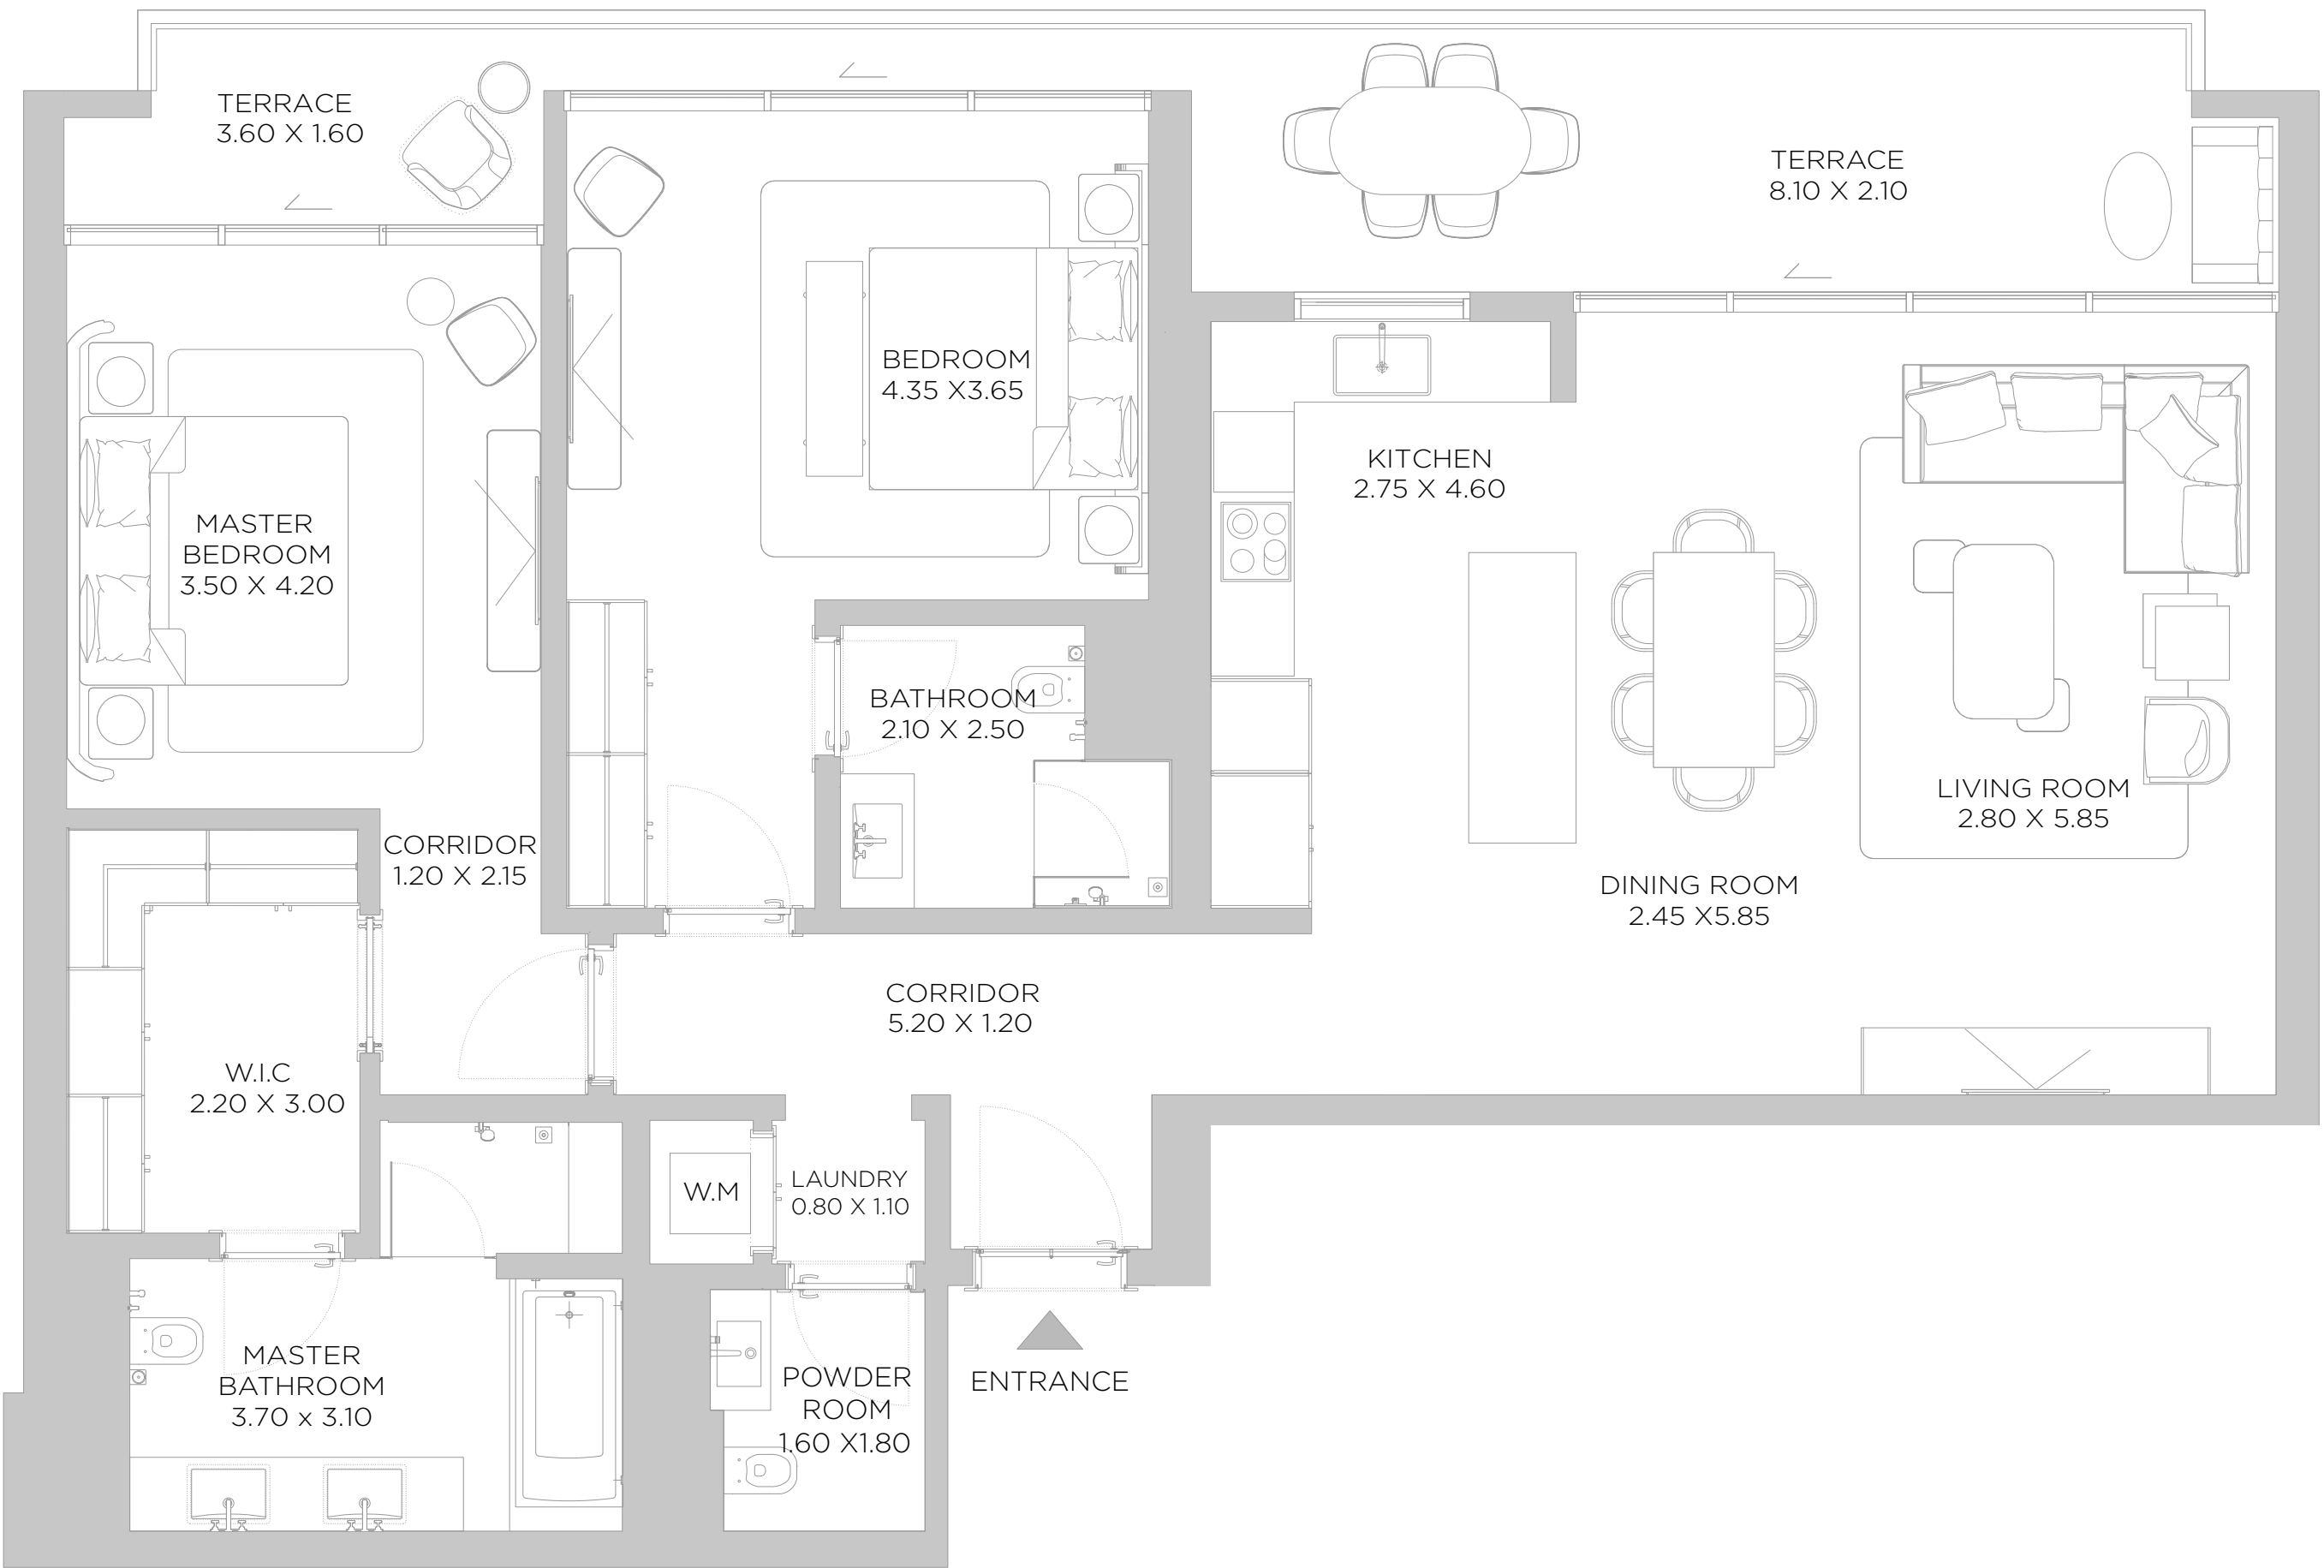 TERRACE
3.60 X 1.60
TERRACE
8.10 X 2.10
BEDROOM
4.35 X3.65
KITCHEN
2.75 X 4.60
MASTER
BEDROOM
3.50 X 4.20
BATHROOM
2.10 X 2.50
LIVING ROOM
2.80 X 5.85
CORRIDOR
1.20 X 2.15
DINING ROOM
2.45 X5.85
CORRIDOR
5.20 X 1.20
W.I.C
2.20 X 3.00
W.M
LAUNDRY
0.80 X 1.10
MASTER
BATHROOM
3.70 x 3.10
POWDER
ROOM
1.60 X1.80
ENTRANCE